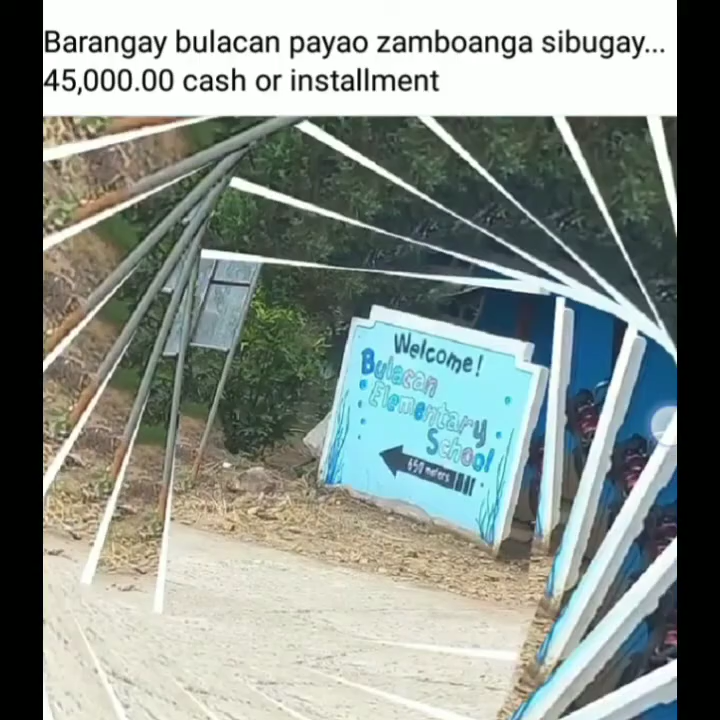 Barangay bulacan payao zamboanga sibugay...
45,000.00 cash or installment
Welcome!
Bulacan
Elementary
School
650 meters